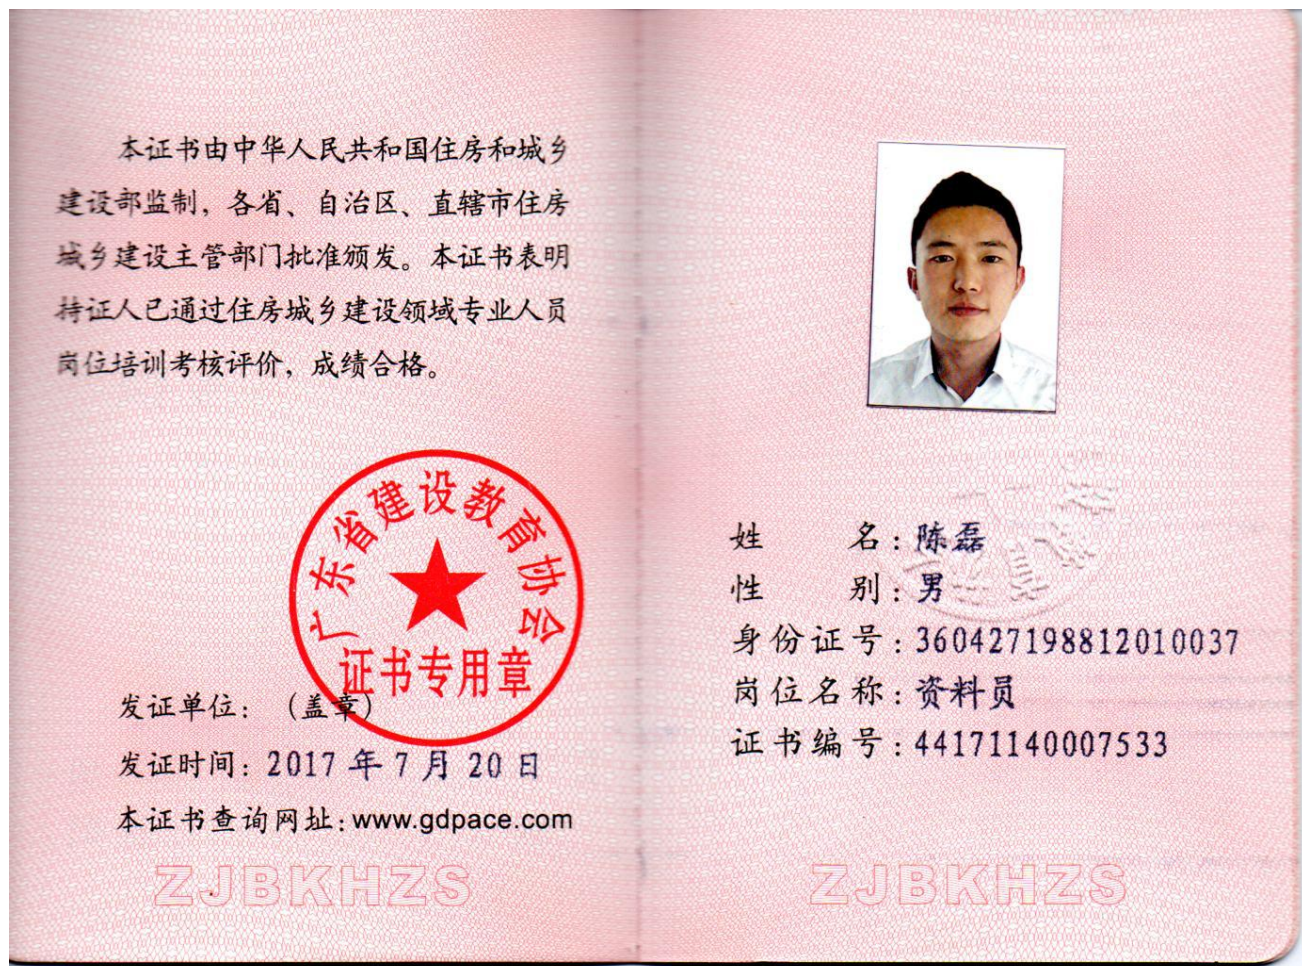 本证书由中华人民共和国住房和城乡
建设部监制，各省、自治区、直辖市住房
城乡建设主管部门批准颁发。本证书表明
持证人已通过住房城乡建设领域专业人员
岗位培训考核评价，成绩合格。
广东省建设教育协会
证书专用章
发证单位：（盖章）
发证时间：2017 年 7 月 20 日
本证书查询网址：www.gdpace.com
ZJBKHZS
姓 名：陈磊
性 别：男
身份证号：360427198812010037
岗位名称：资料员
证书编号：44171140007533
ZJBKHZS